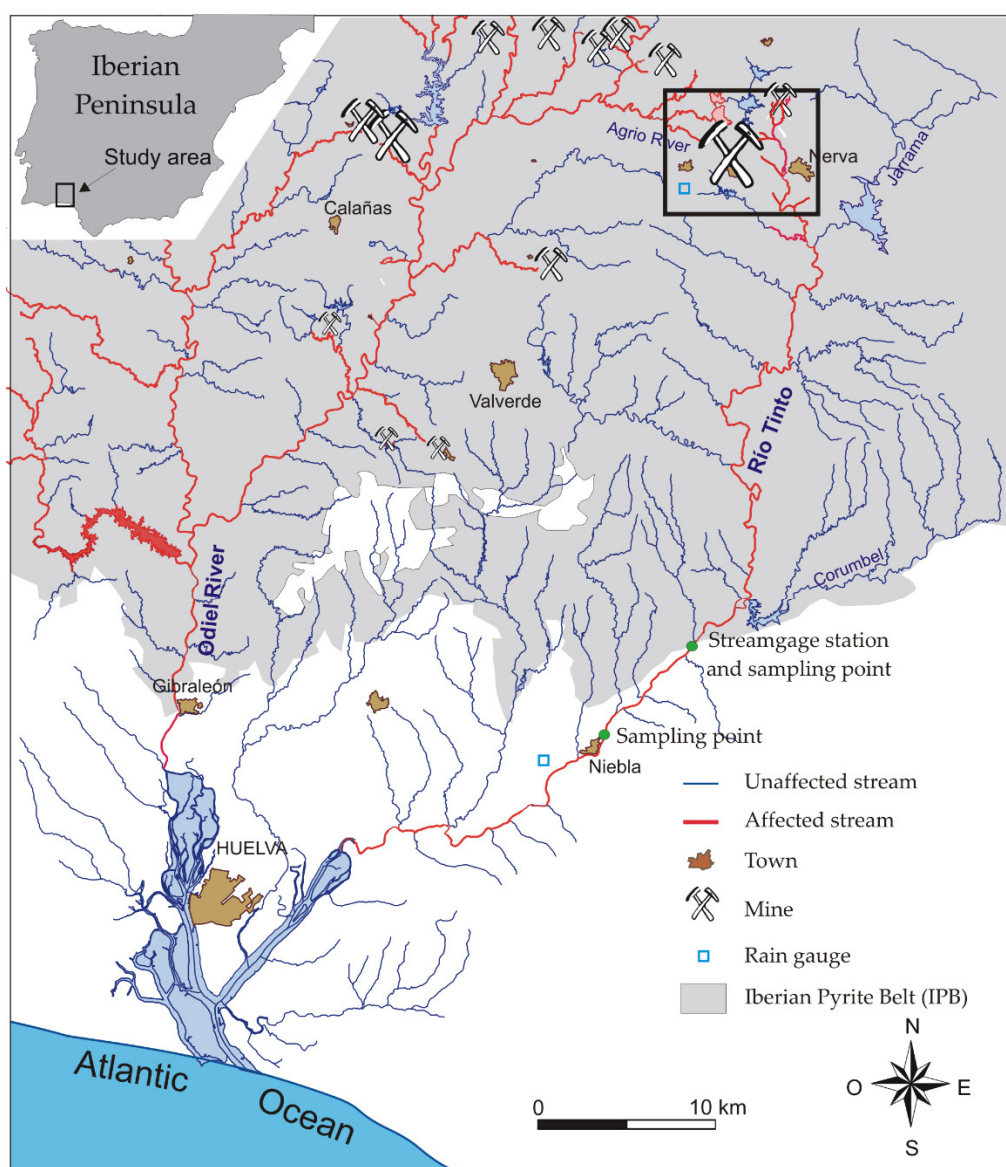 Iberian
Peninsula
Study area
Agrio River
Nerva
Jarrama
Calañas
Valverde
Río Tinto
Corumbel
Odiel River
Streamgage station
and sampling point
Gibraleón
Sampling point
Niebla
HUELVA
Unaffected stream
Affected stream
Town
Mine
Rain gauge
Iberian Pyrite Belt (IPB)
Atlantic Ocean
0 10 km
N
O E
S